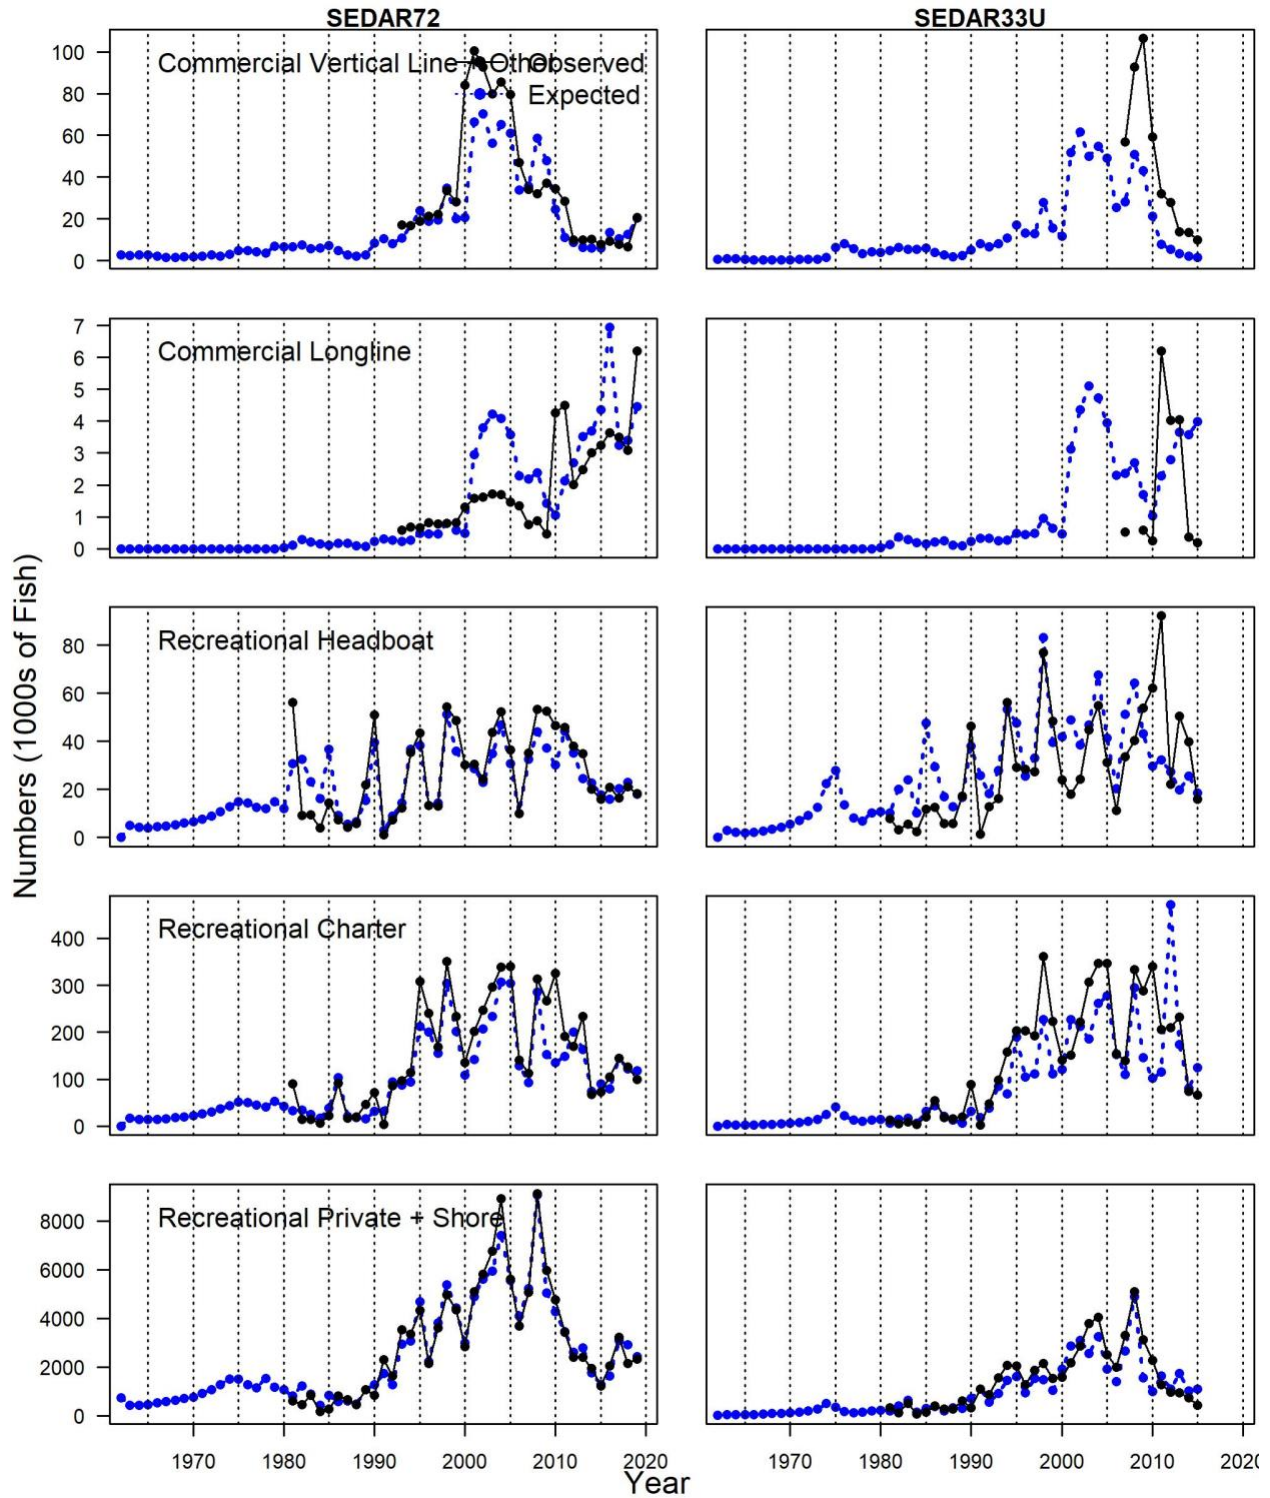 SEDAR72 SEDAR33U
Commercial Vertical Line + Other
Observed
Expected
100
80
60
40
20
0
Commercial Longline
7
6
5
4
3
2
1
0
Recreational Headboat
80
60
40
20
0
Recreational Charter
400
300
200
100
0
Recreational Private + Shore
8000
6000
4000
2000
0
Numbers (1000s of Fish)
1970 1980 1990 2000 2010 2020 1970 1980 1990 2000 2010 2020
Year